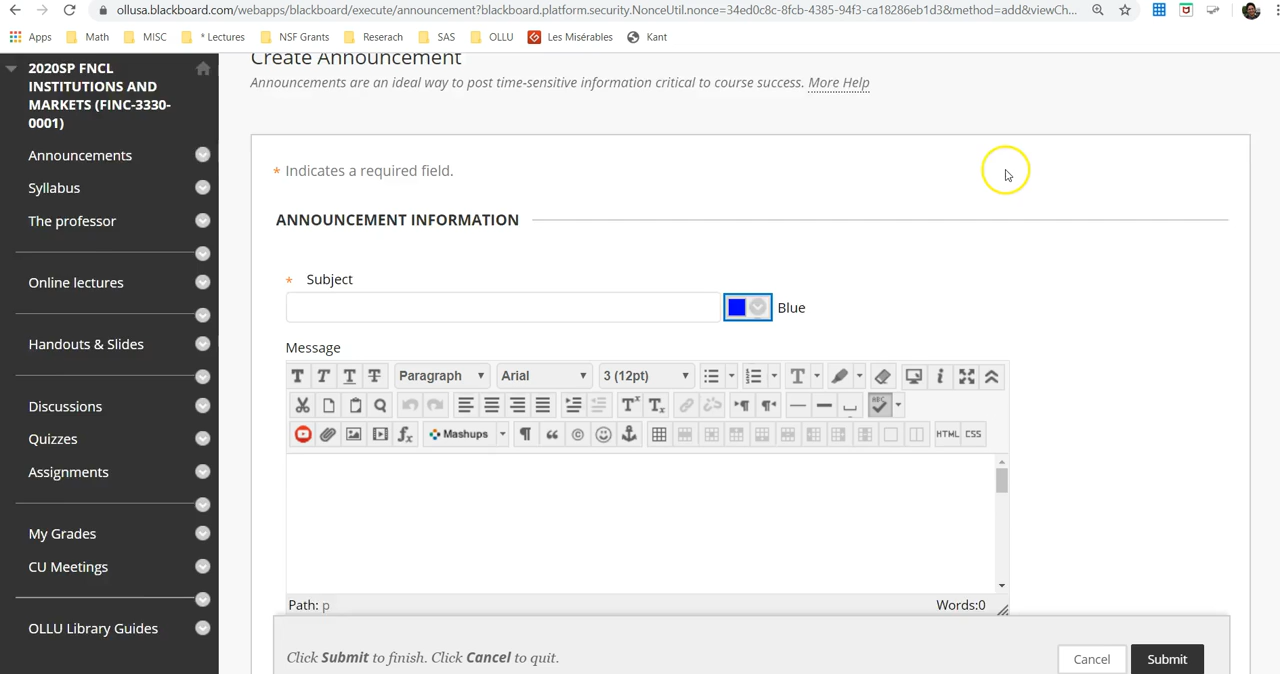 ollusa.blackboard.com/webapps/blackboard/execute/announcement?blackboard.platform.security.NonceUtil.nonce=34ed0c8c-8fcb-4385-94f3-ca18286eb1d3&method=add&viewCh...
Apps Math MISC * Lectures NSF Grants Reserach SAS OLLU Les Misérables Kant
2020SP FNCL
INSTITUTIONS AND
MARKETS (FINC-3330-
0001)
Announcements
Syllabus
The professor
Online lectures
Handouts & Slides
Discussions
Quizzes
Assignments
My Grades
CU Meetings
OLLU Library Guides
Create Announcement
Announcements are an ideal way to post time-sensitive information critical to course success. More Help
* Indicates a required field.
ANNOUNCEMENT INFORMATION
* Subject
Blue
Message
T T T T Paragraph Arial 3 (12pt) T
Tx Tx ABC
fx Mashups HTML CSS
Path: p Words:0
Click Submit to finish. Click Cancel to quit.
Cancel Submit